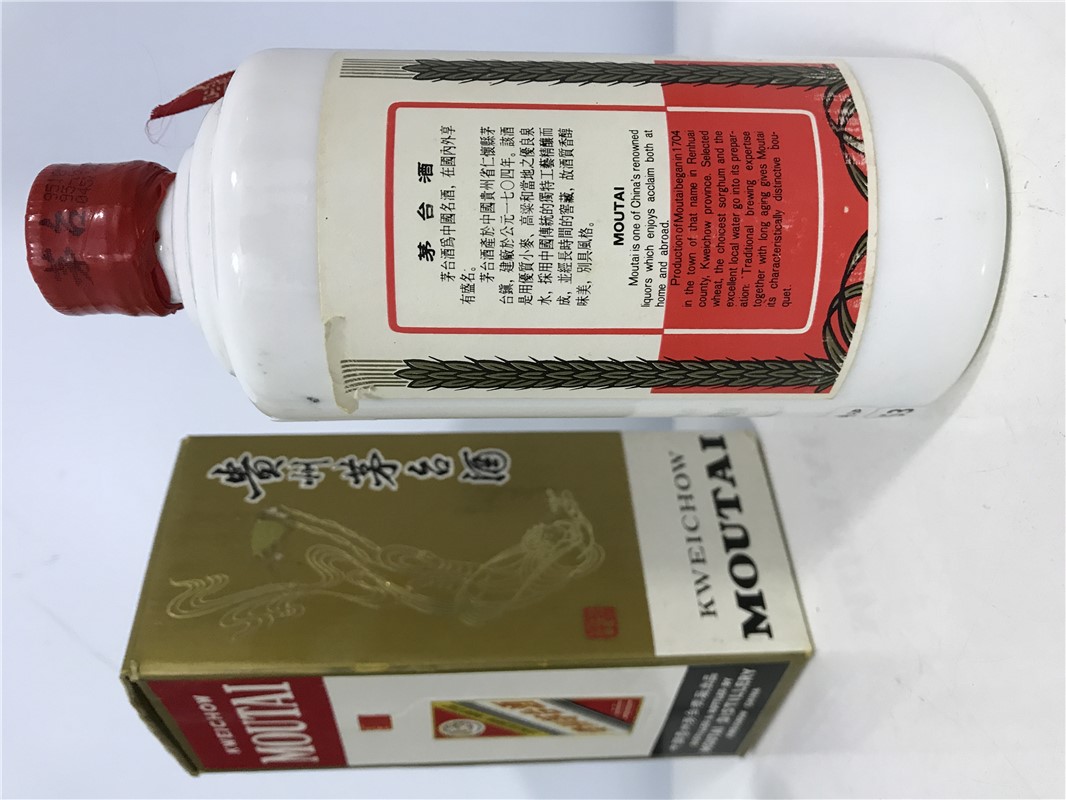 茅台
茅台酒
茅台酒爲中國名酒，在國內外享
有盛名。
茅台酒產於中國貴州省仁懷縣茅
台鎮，建廠於公元一七〇四年。該酒
是用優質小麥、高粱和當地之優良泉
水，採用中國傳統的獨特工藝精釀而
成，並經長時間的窖藏，故酒質香醇
味美，別具風格。
MOUTAI
Moutai is one of China's renowned
liquors which enjoys acclaim both at
home and abroad.
Production of Moutai began in 1704
in the town of that name in Renhuai
county, Kweichow province. Selected
wheat, the choicest sorghum and the
excellent local water go into its prepar-
ation. Traditional brewing expertise
together with long aging gives Moutai
its characteristically distinctive bou-
quet.
貴州茅台酒
KWEICHOW
MOUTAI
KWEICHOW
MOUTAI
MOUTAI DISTILLERY